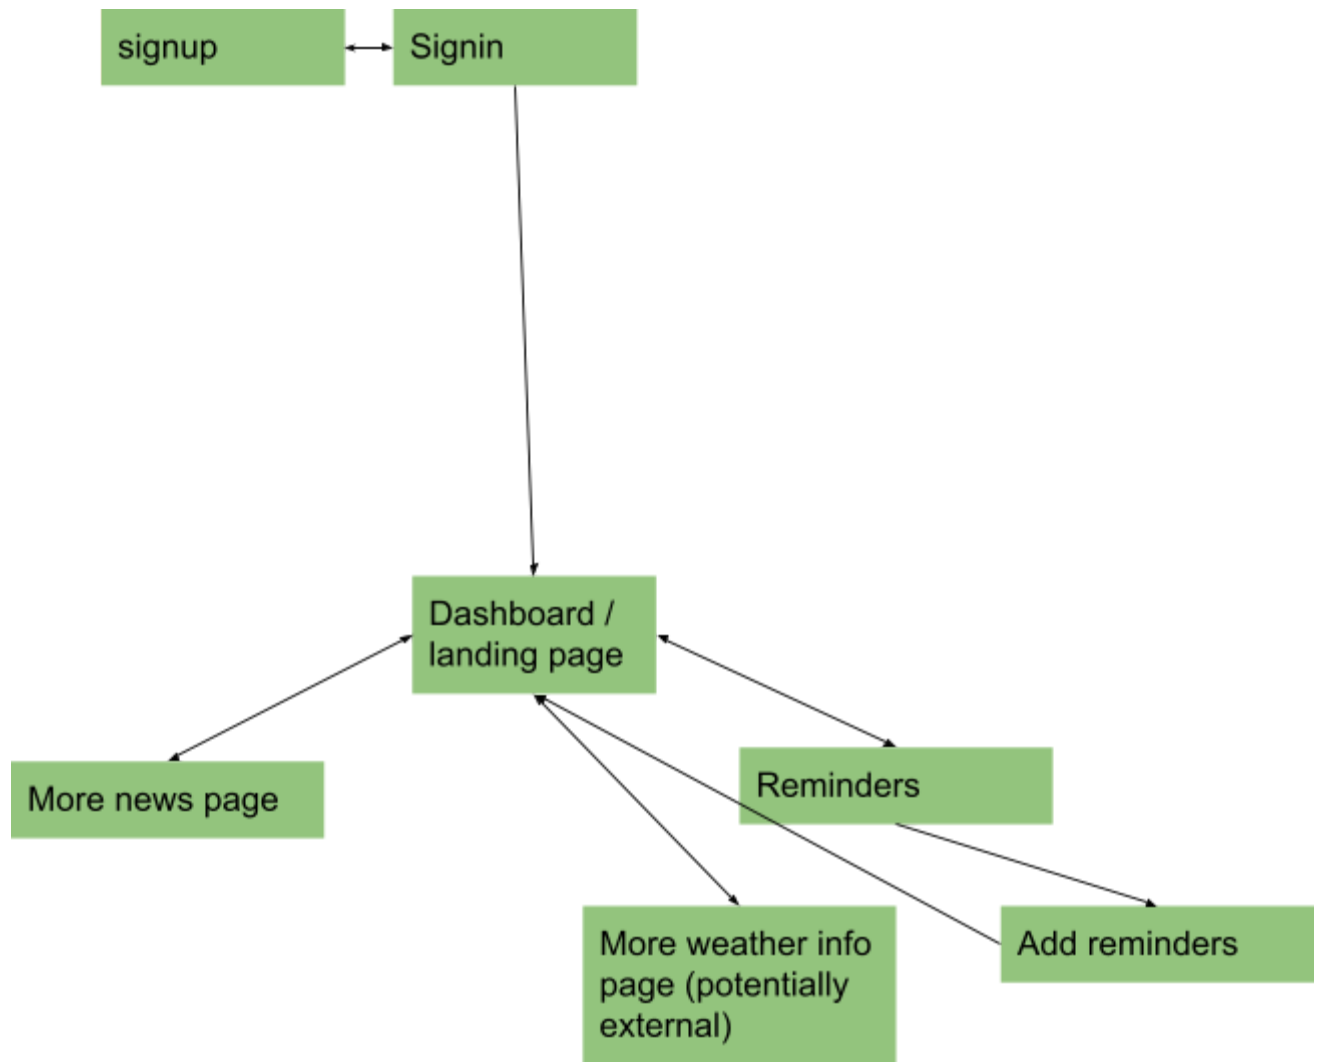 signup
Signin
Dashboard /
landing page
More news page
Reminders
More weather info
page (potentially
external)
Add reminders